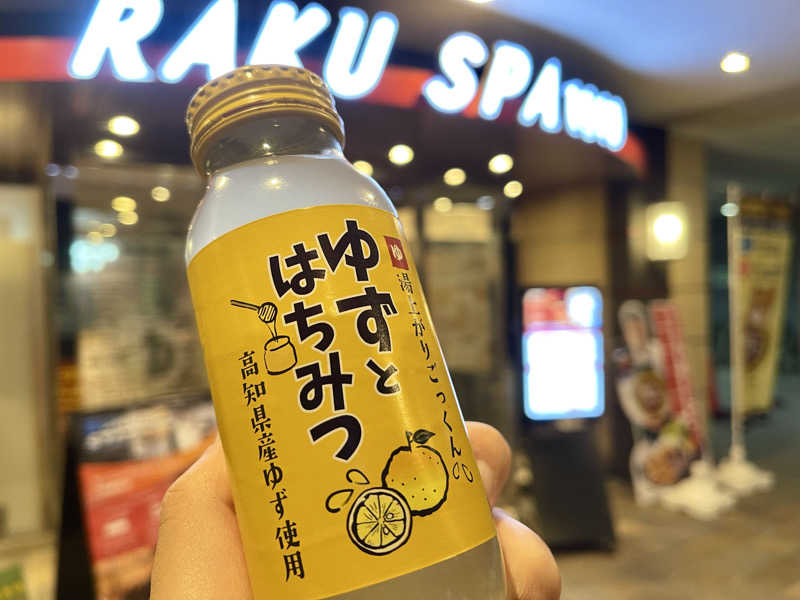 RAKU SPA
ゆ
湯上がりごっくん
ゆずと
はちみつ
高知県産ゆず使用